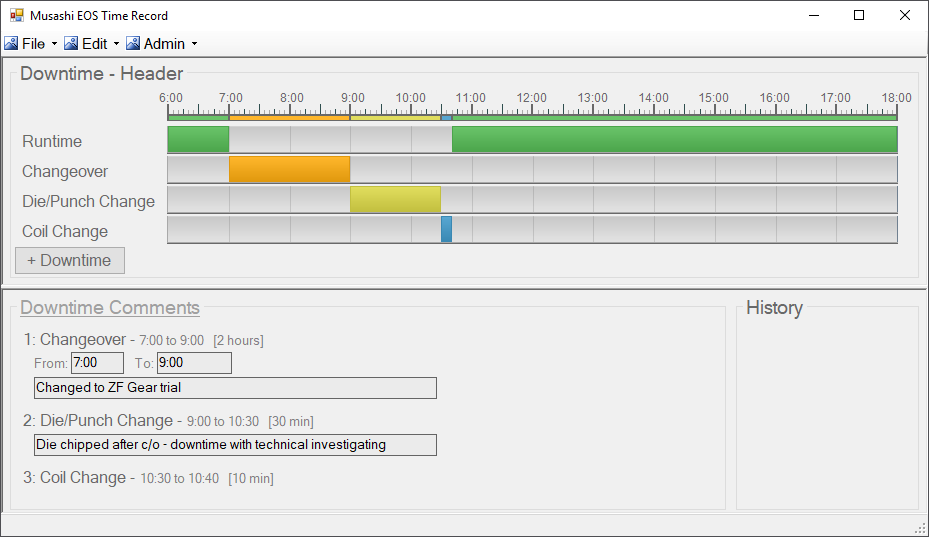 Musashi EOS Time Record
File Edit Admin
Downtime - Header
6:00 7:00 8:00 9:00 10:00 11:00 12:00 13:00 14:00 15:00 16:00 17:00 18:00
Runtime
Changeover
Die/Punch Change
Coil Change
+ Downtime
Downtime Comments
1: Changeover - 7:00 to 9:00 [2 hours]
From: 7:00 To: 9:00
Changed to ZF Gear trial
2: Die/Punch Change - 9:00 to 10:30 [30 min]
Die chipped after c/o - downtime with technical investigating
3: Coil Change - 10:30 to 10:40 [10 min]
History